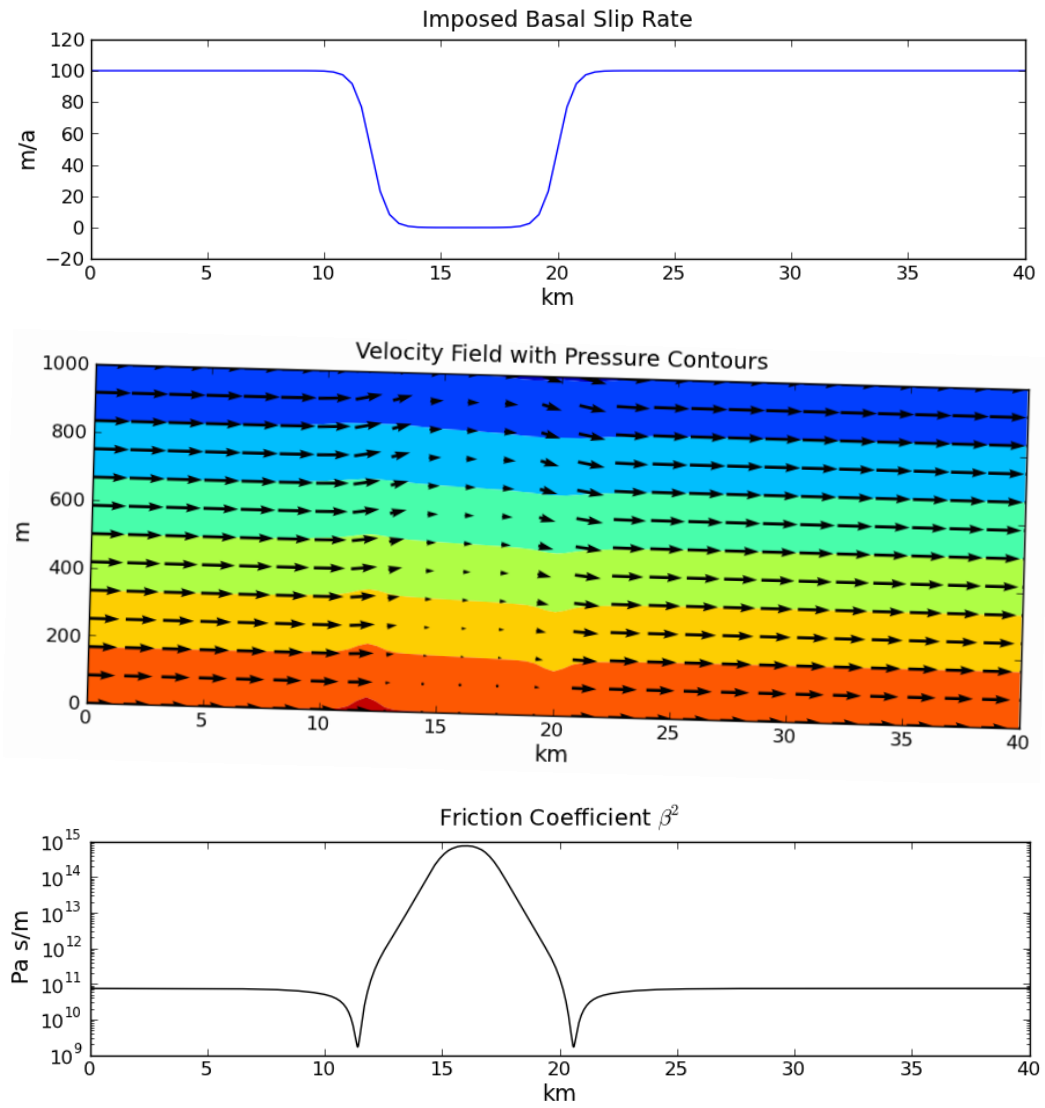 Imposed Basal Slip Rate
120
100
80
60
40
20
0
−20
m/a
0 5 10 15 20 25 30 35 40
km
Velocity Field with Pressure Contours
1000
800
600
400
200
0
m
0 5 10 15 20 25 30 35 40
km
Friction Coefficient β²
10¹⁵
10¹⁴
10¹³
10¹²
10¹¹
10¹⁰
10⁹
Pa s/m
0 5 10 15 20 25 30 35 40
km